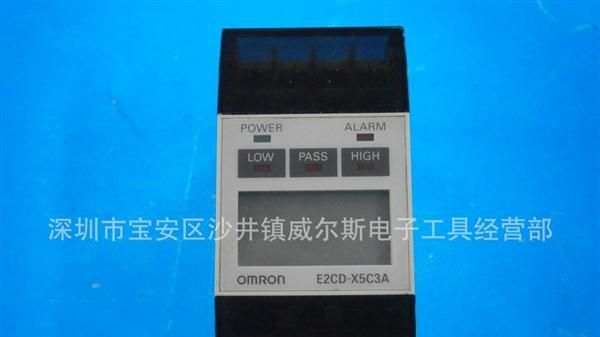 POWER ALARM
LOW PASS HIGH
深圳市宝安区沙井镇威尔斯电子工具经营部
OMRON E2CD-X5C3A